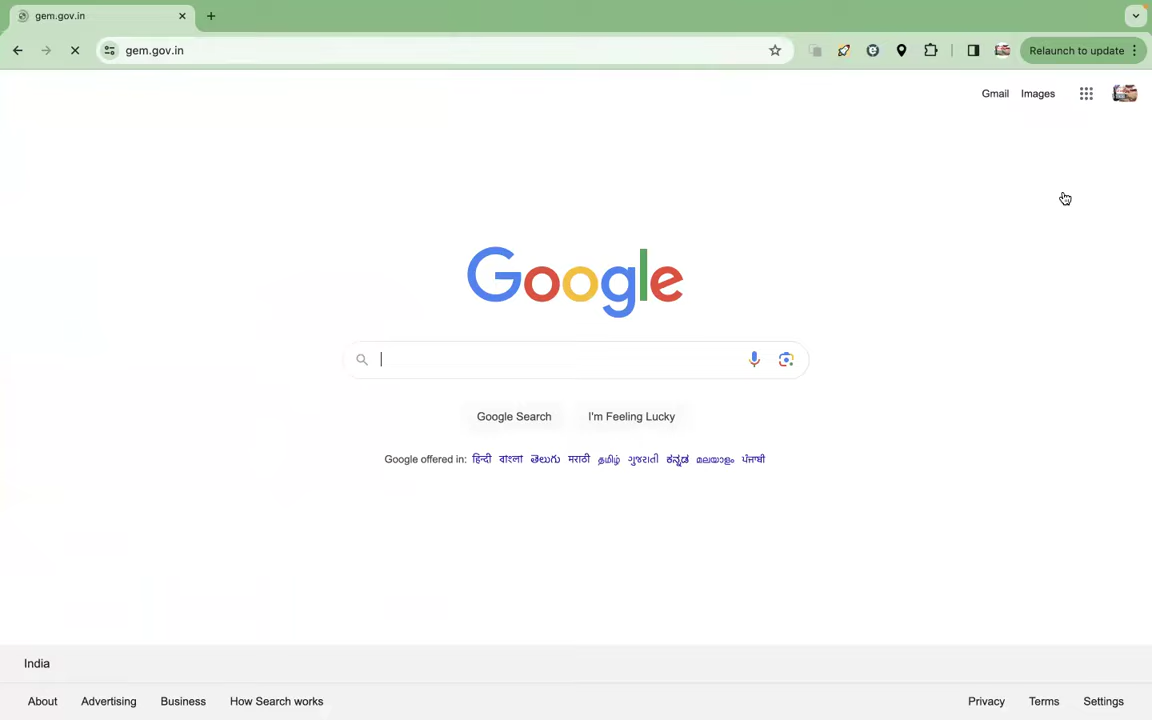 gem.gov.in
gem.gov.in
Relaunch to update
Gmail Images
Google
Google Search I'm Feeling Lucky
Google offered in: हिन्दी বাংলা తెలుగు मराठी தமிழ் ગુજરાતી ಕನ್ನಡ മലയാളം ਪੰਜਾਬੀ
India
About Advertising Business How Search works Privacy Terms Settings